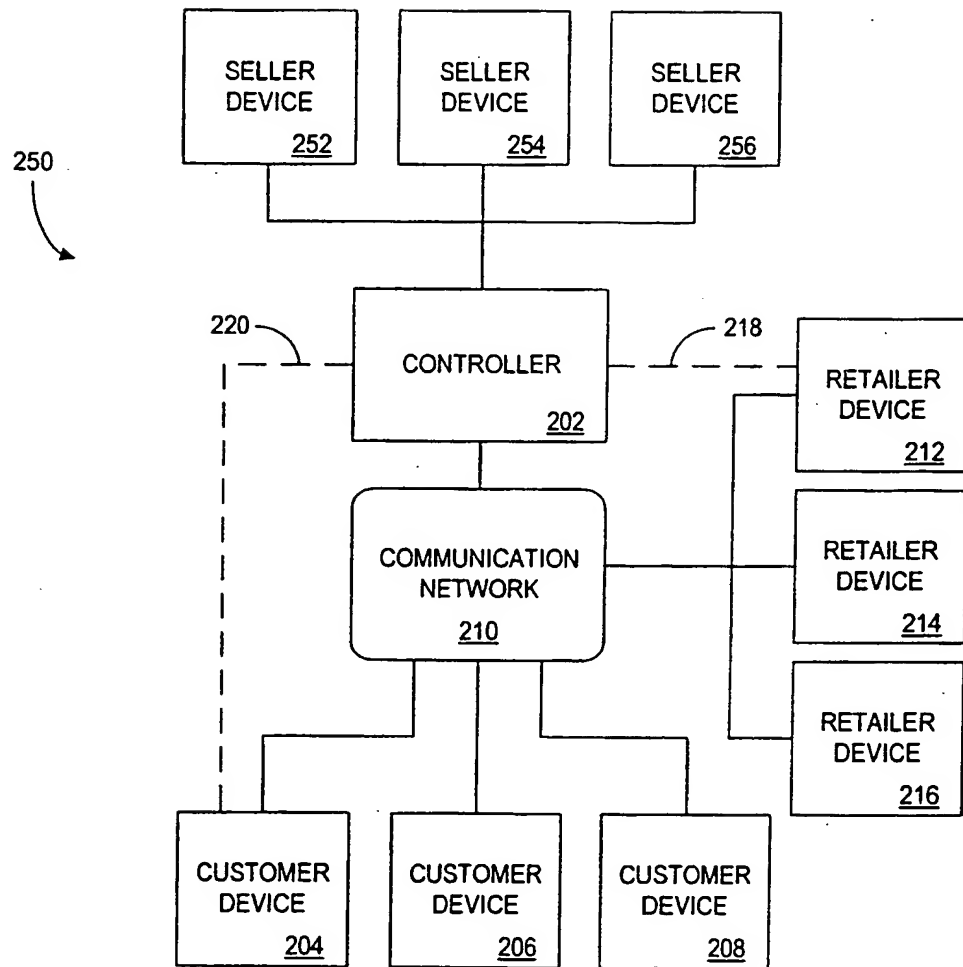 SELLER
DEVICE
252
SELLER
DEVICE
254
SELLER
DEVICE
256
250
220
218
CONTROLLER
202
RETAILER
DEVICE
212
COMMUNICATION
NETWORK
210
RETAILER
DEVICE
214
RETAILER
DEVICE
216
CUSTOMER
DEVICE
204
CUSTOMER
DEVICE
206
CUSTOMER
DEVICE
208